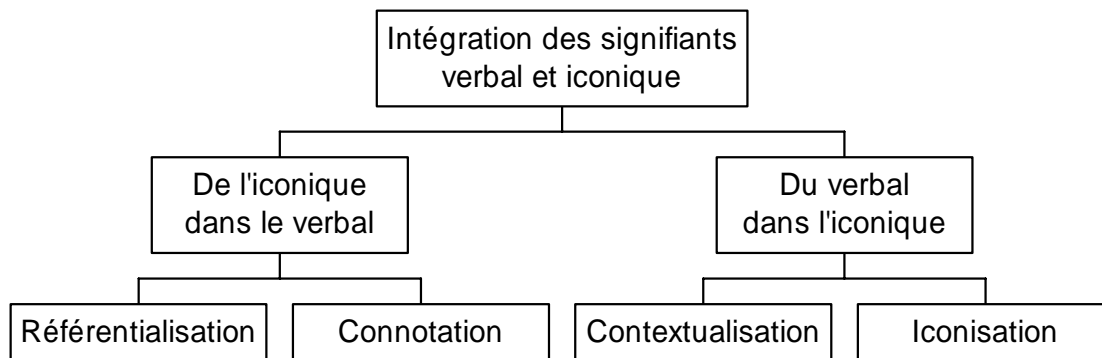 Intégration des signifiants
verbal et iconique
De l'iconique
dans le verbal
Du verbal
dans l'iconique
Référentialisation
Connotation
Contextualisation
Iconisation